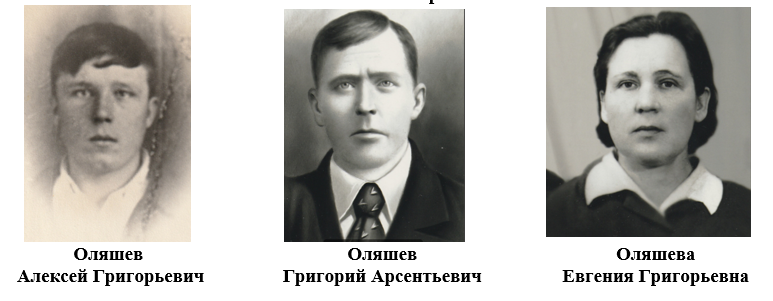 Оляшев
Алексей Григорьевич
Оляшев
Григорий Арсентьевич
Оляшева
Евгения Григорьевна